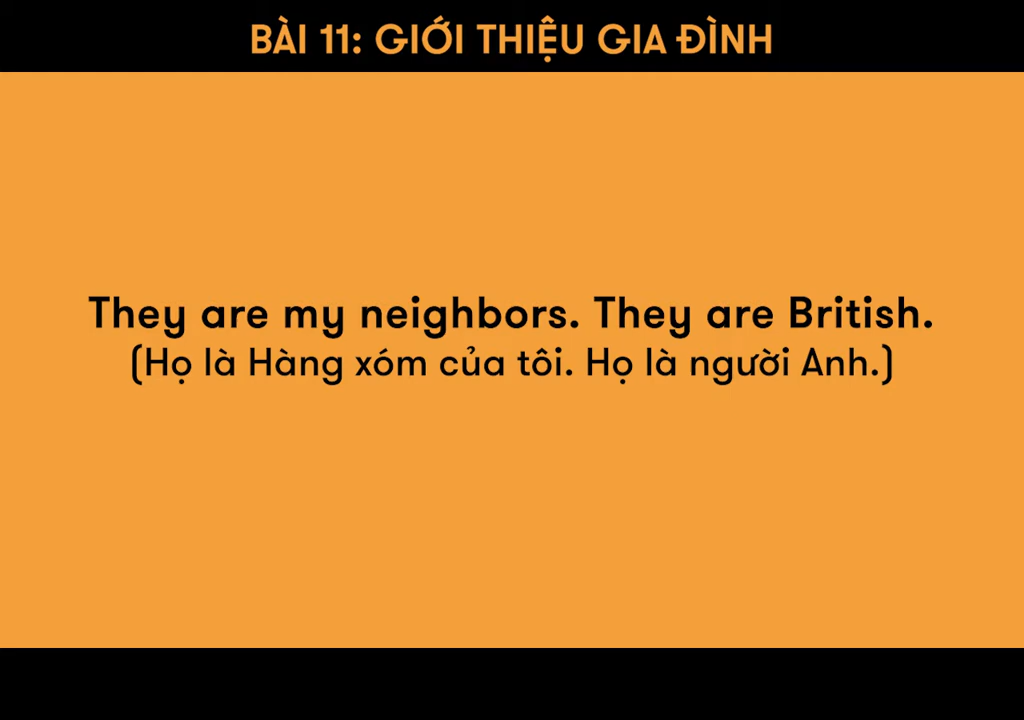 BÀI 11: GIỚI THIỆU GIA ĐÌNH
They are my neighbors. They are British.
(Họ là Hàng xóm của tôi. Họ là người Anh.)